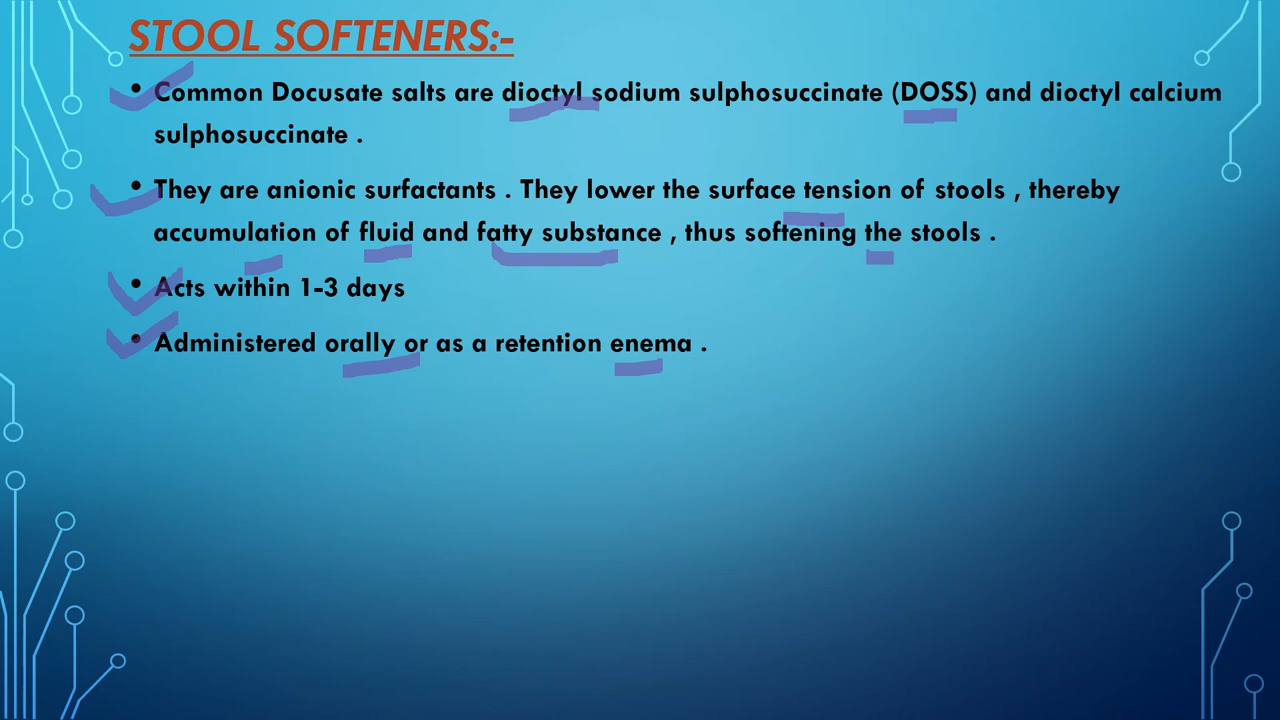 STOOL SOFTENERS:-
• Common Docusate salts are dioctyl sodium sulphosuccinate (DOSS) and dioctyl calcium
sulphosuccinate .
• They are anionic surfactants . They lower the surface tension of stools , thereby
accumulation of fluid and fatty substance , thus softening the stools .
• Acts within 1-3 days
• Administered orally or as a retention enema .